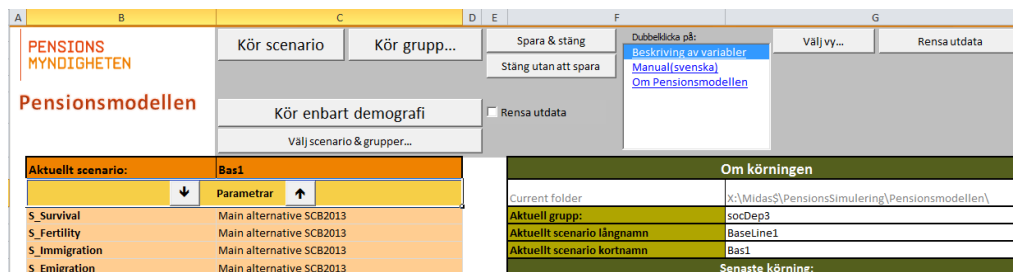 A B C D E F G
PENSIONS
MYNDIGHETEN
Pensionsmodellen
Kör scenario
Kör grupp...
Kör enbart demografi
Välj scenario & grupper...
Spara & stäng
Stäng utan att spara
Rensa utdata
Dubbelklicka på:
Beskriving av variabler
Manual(svenska)
Om Pensionsmodellen
Välj vy...
Rensa utdata
Aktuellt scenario: Bas1
Parametrar
S_Survival Main alternative SCB2013
S_Fertility Main alternative SCB2013
S_Immigration Main alternative SCB2013
S_Emigration Main alternative SCB2013
Om körningen
Current folder X:\Midas$\PensionsSimulering\Pensionsmodellen\
Aktuell grupp: socDep3
Aktuellt scenario långnamn BaseLine1
Aktuellt scenario kortnamn Bas1
Senaste körning: